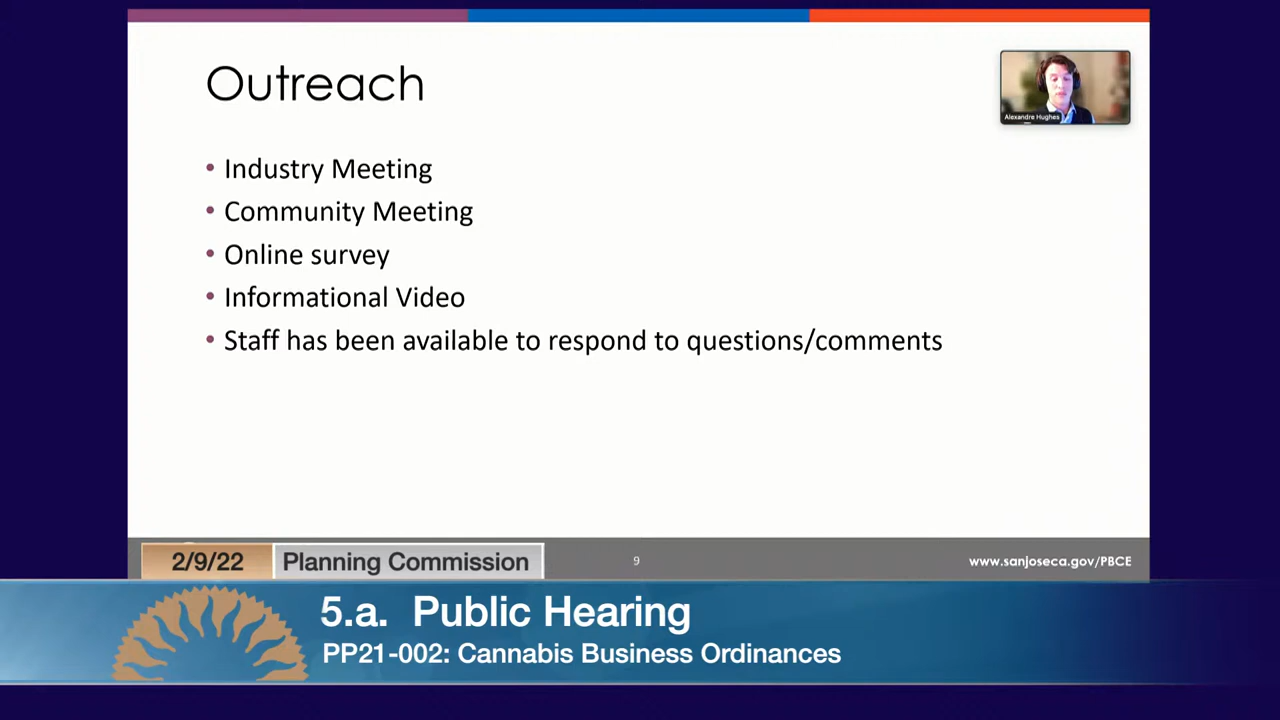 Outreach
Alexandre Hughes
• Industry Meeting
• Community Meeting
• Online survey
• Informational Video
• Staff has been available to respond to questions/comments
2/9/22
Planning Commission
9
www.sanjoseca.gov/PBCE
5.a. Public Hearing
PP21-002: Cannabis Business Ordinances